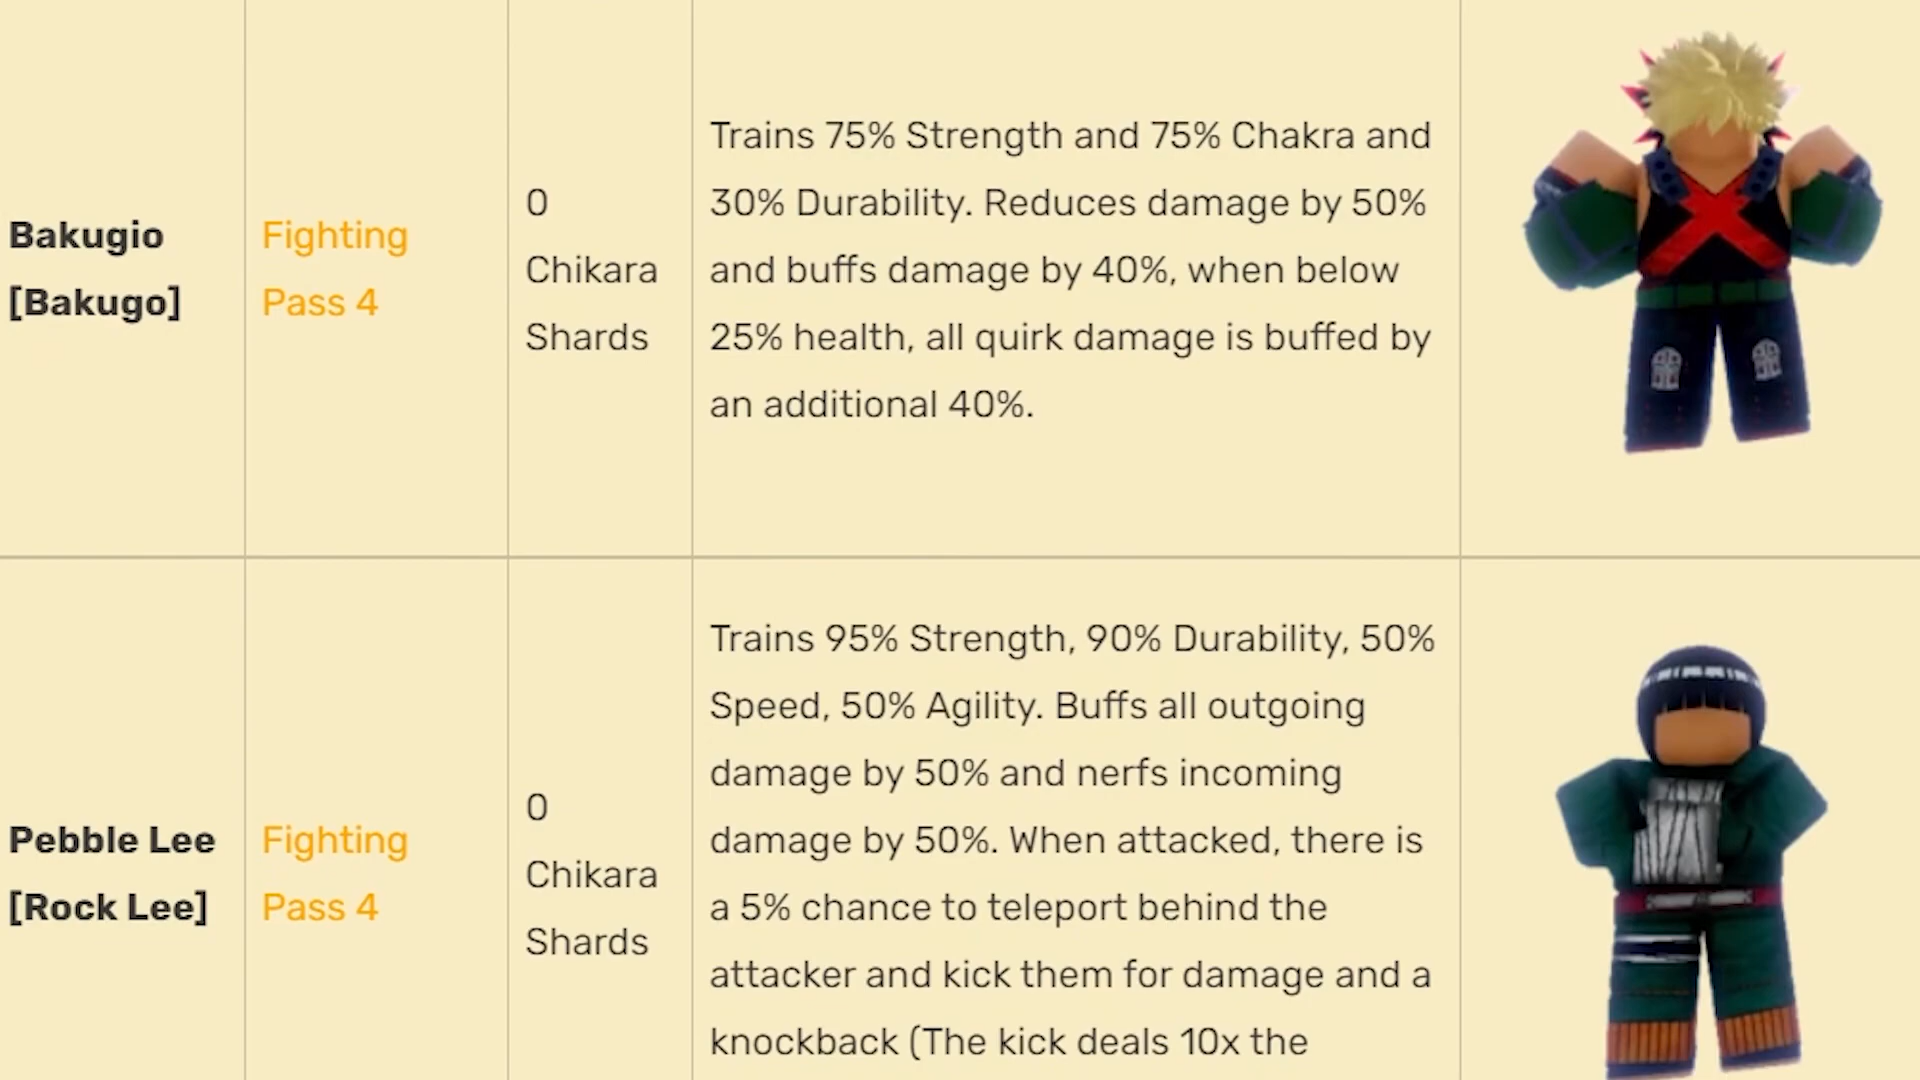 Bakugio
[Bakugo]
Fighting
Pass 4
0
Chikara
Shards
Trains 75% Strength and 75% Chakra and
30% Durability. Reduces damage by 50%
and buffs damage by 40%, when below
25% health, all quirk damage is buffed by
an additional 40%.
Pebble Lee
[Rock Lee]
Fighting
Pass 4
0
Chikara
Shards
Trains 95% Strength, 90% Durability, 50%
Speed, 50% Agility. Buffs all outgoing
damage by 50% and nerfs incoming
damage by 50%. When attacked, there is
a 5% chance to teleport behind the
attacker and kick them for damage and a
knockback (The kick deals 10x the